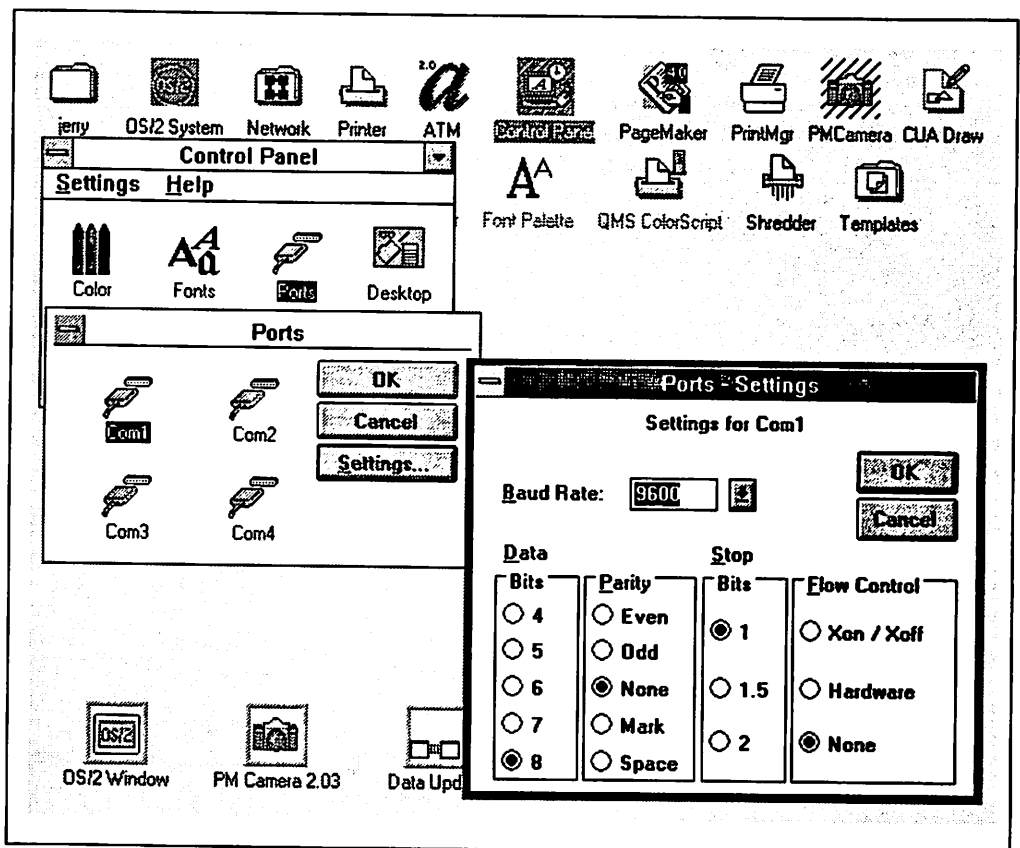 2.0
4.0
jerry OS/2 System Network Printer ATM Control Panel PageMaker PrintMgr PMCamera CUA Draw
Control Panel
Settings Help
Font Palette QMS ColorScript Shredder Templates
Color Fonts Ports Desktop
Ports
Com1 Com2
Com3 Com4
OK
Cancel
Settings...
Ports - Settings
Settings for Com1
Baud Rate: 9600
OK
Cancel
Data Bits
4
5
6
7
8
Parity
Even
Odd
None
Mark
Space
Stop Bits
1
1.5
2
Flow Control
Xon / Xoff
Hardware
None
OS/2
OS/2 Window PM Camera 2.03 Data Upd